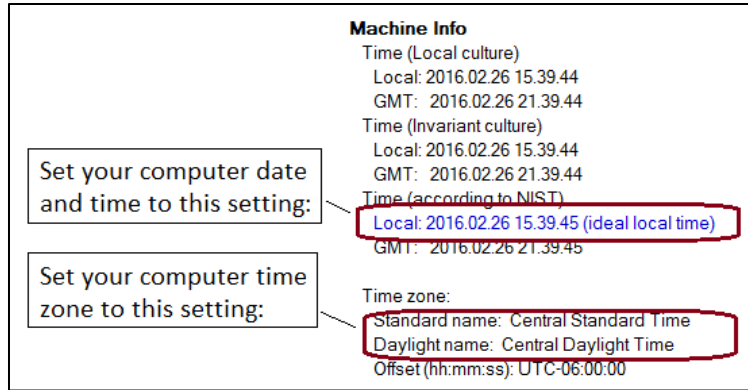 Machine Info
Time (Local culture)
Local: 2016.02.26 15.39.44
GMT: 2016.02.26 21.39.44
Time (Invariant culture)
Local: 2016.02.26 15.39.44
GMT: 2016.02.26 21.39.44
Set your computer date
and time to this setting:
Time (according to NIST)
Local: 2016.02.26 15.39.45 (ideal local time)
GMT: 2016.02.26 21.39.45
Set your computer time
zone to this setting:
Time zone:
Standard name: Central Standard Time
Daylight name: Central Daylight Time
Offset (hh:mm:ss): UTC-06:00:00